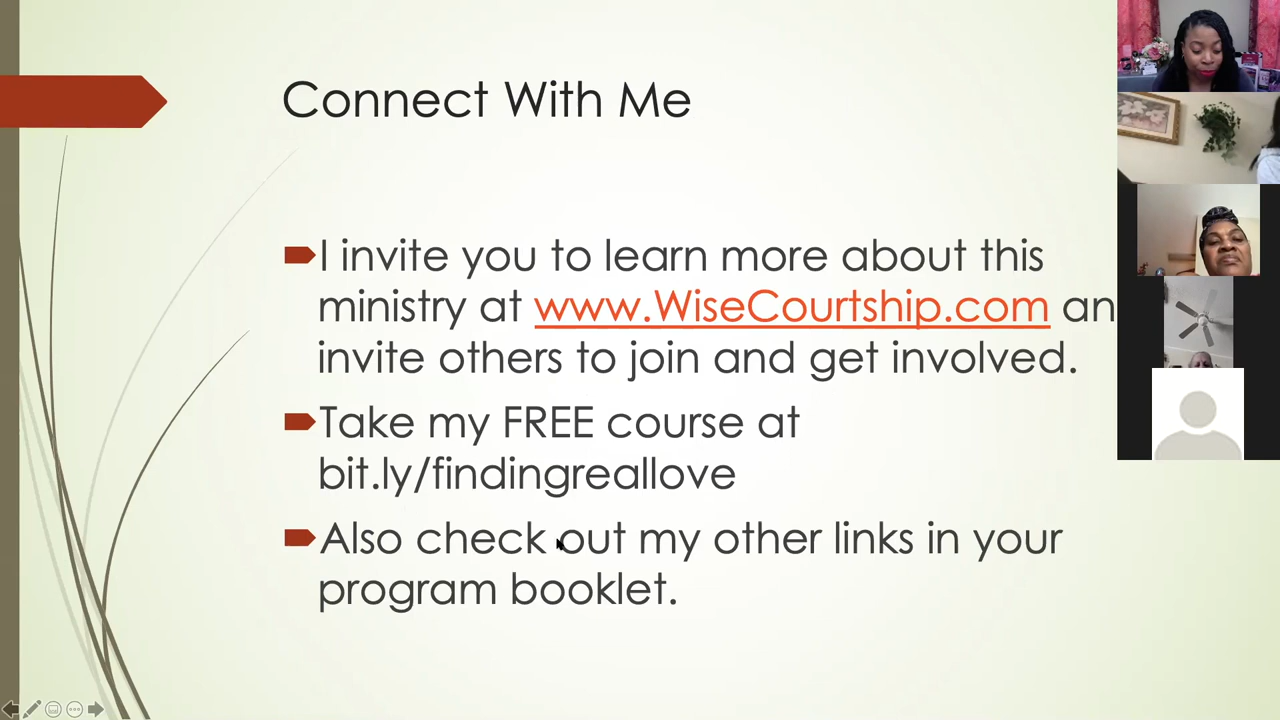 Connect With Me
I invite you to learn more about this
ministry at www.WiseCourtship.com an
invite others to join and get involved.
Take my FREE course at
bit.ly/findingreallove
Also check out my other links in your
program booklet.